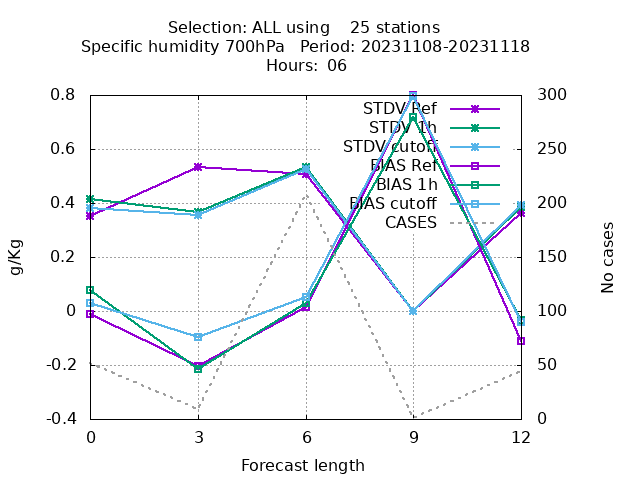 Selection: ALL using    25 stations
Specific humidity 700hPa   Period: 20231108-20231118
Hours: 06
0.8
0.6
0.4
0.2
0
-0.2
-0.4
g/Kg
STDV Ref
STDV 1h
STDV cutoff
BIAS Ref
BIAS 1h
BIAS cutoff
CASES
300
250
200
150
100
50
0
No cases
0 3 6 9 12
Forecast length